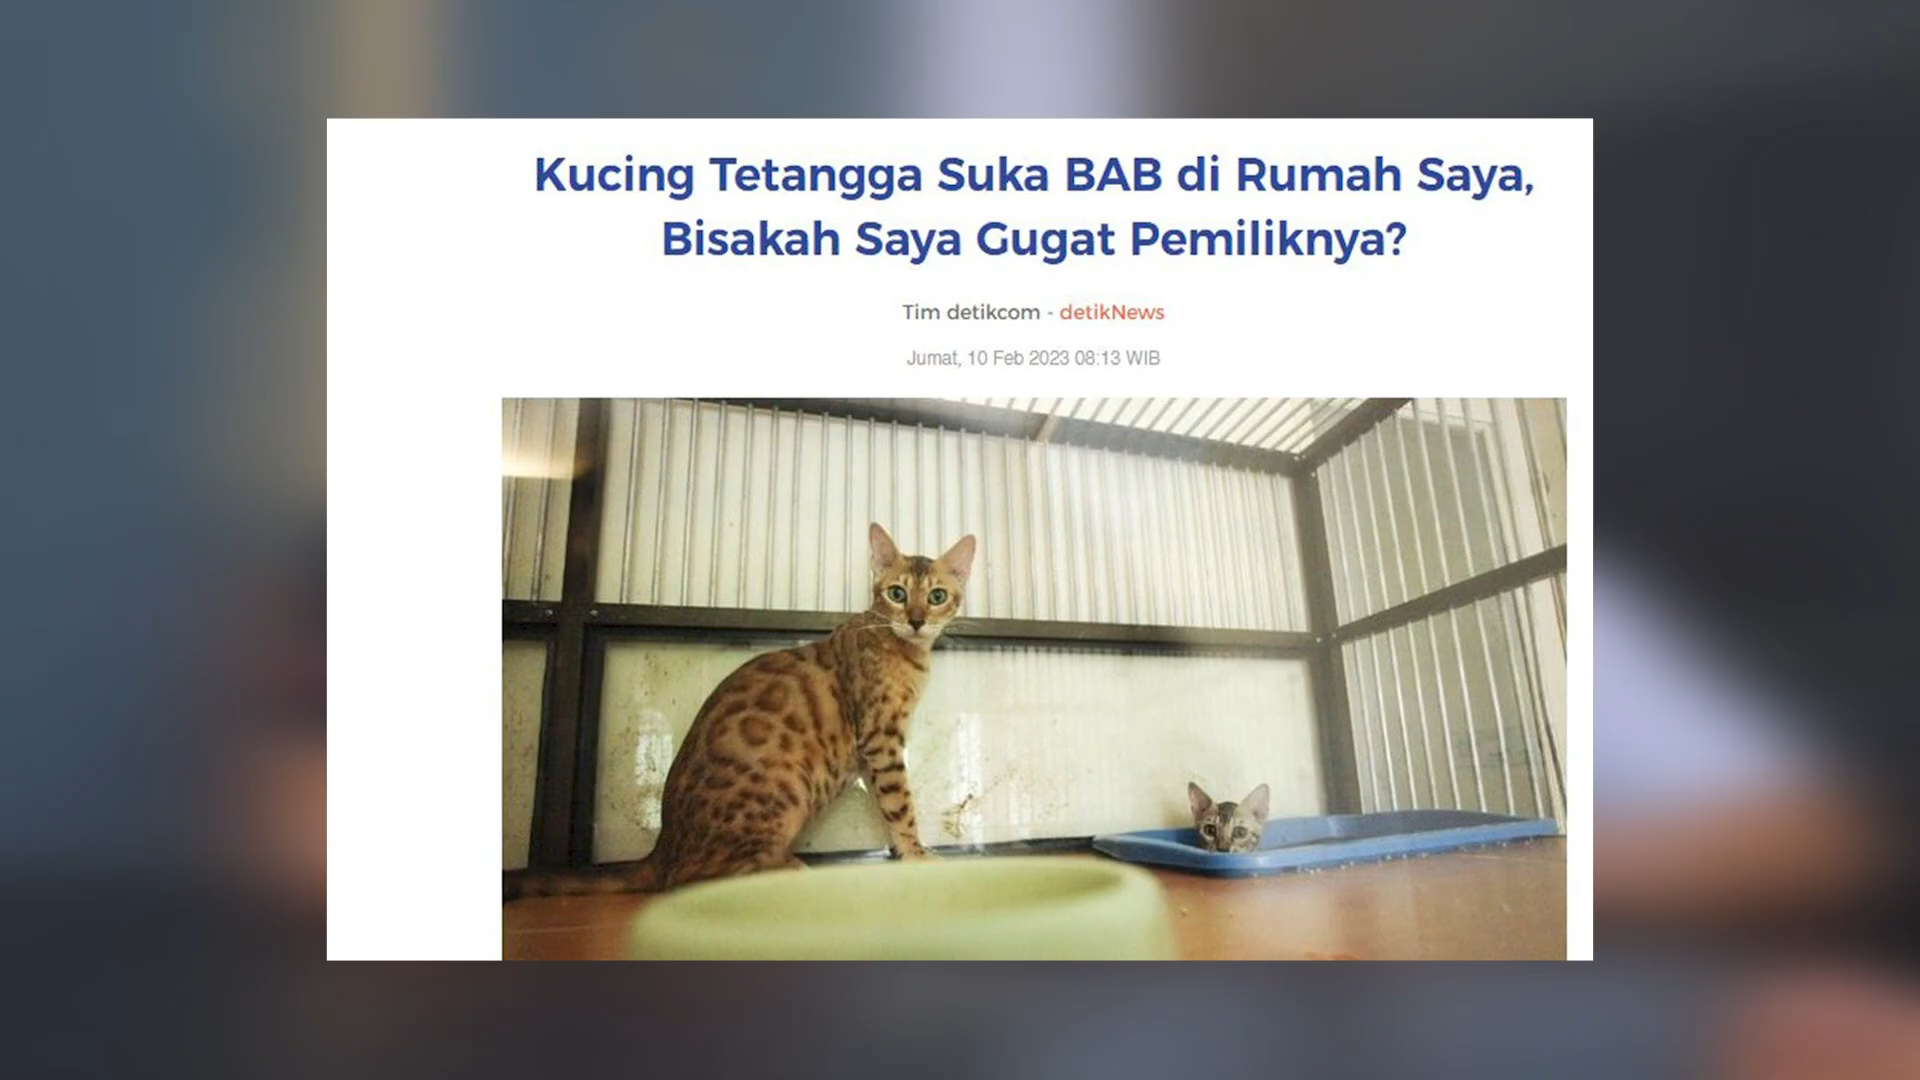 Kucing Tetangga Suka BAB di Rumah Saya,
Bisakah Saya Gugat Pemiliknya?
Tim detikcom - detikNews
Jumat, 10 Feb 2023 08:13 WIB